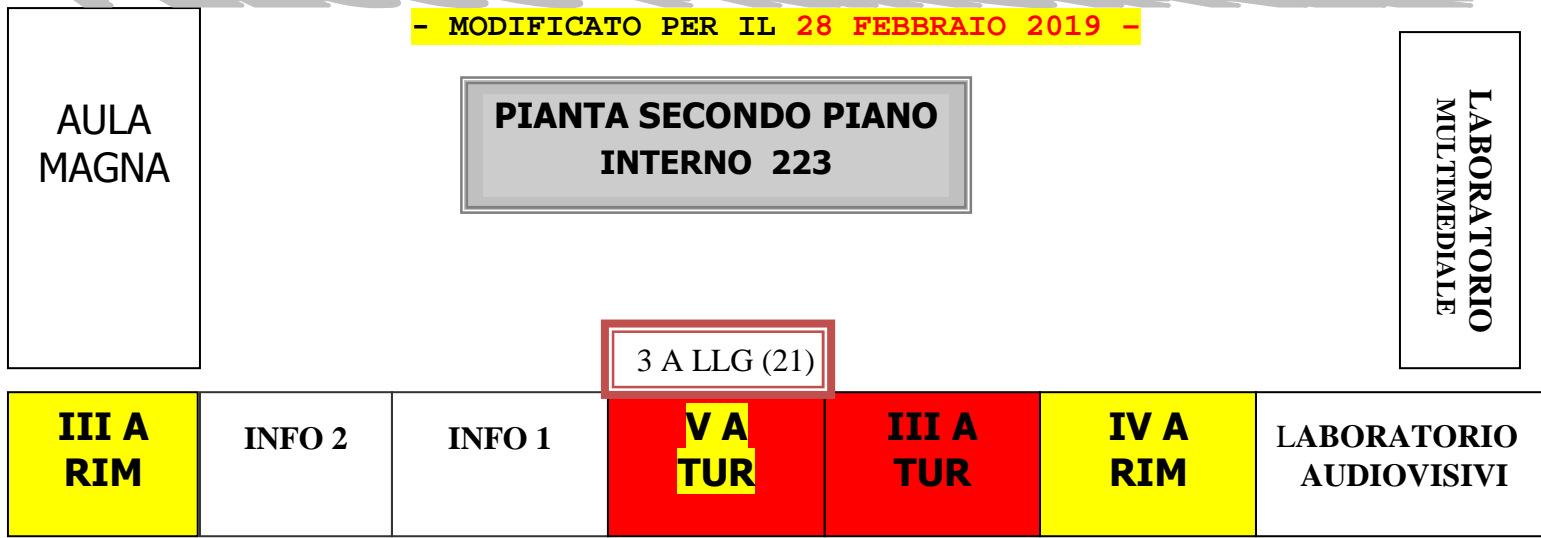 - MODIFICATO PER IL 28 FEBBRAIO 2019 –
AULA
MAGNA
PIANTA SECONDO PIANO
INTERNO 223
LABORATORIO
MULTIMEDIALE
3 A LLG (21)
III A
RIM
INFO 2
INFO 1
V A
TUR
III A
TUR
IV A
RIM
LABORATORIO
AUDIOVISIVI